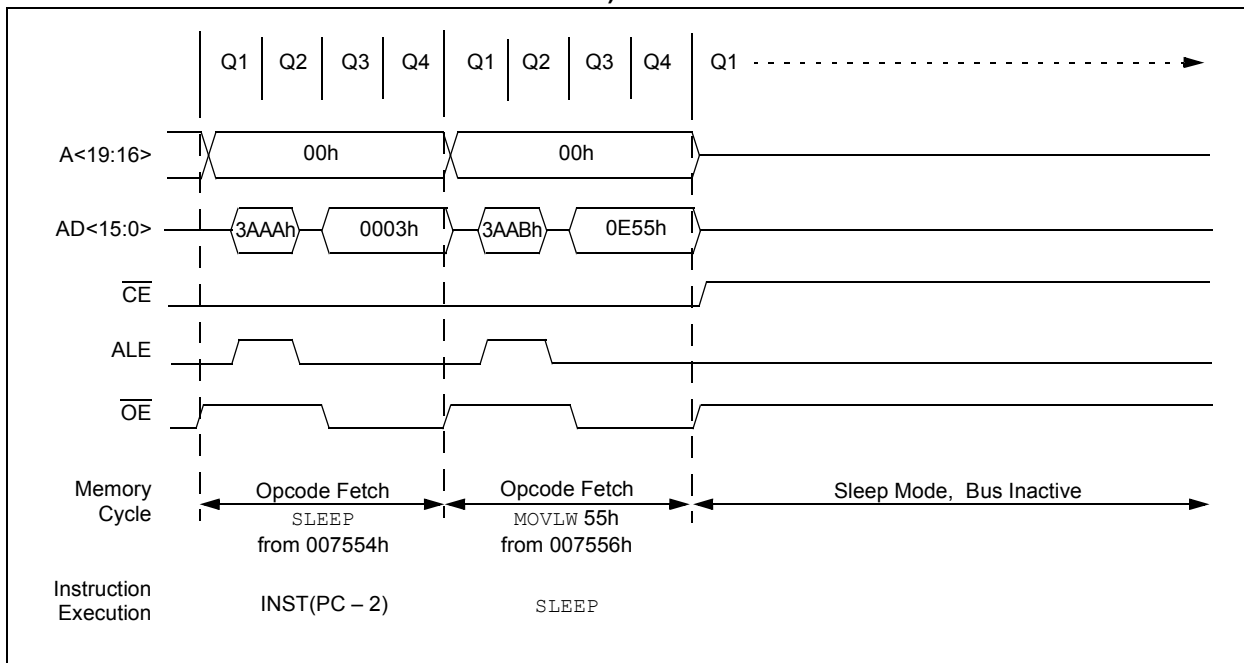 Q1 Q2 Q3 Q4 Q1 Q2 Q3 Q4 Q1
A<19:16> 00h 00h
AD<15:0> 3AAAh 0003h 3AABh 0E55h
CE
ALE
OE
Memory Cycle Opcode Fetch Opcode Fetch Sleep Mode, Bus Inactive
SLEEP MOVLW 55h
from 007554h from 007556h
Instruction Execution INST(PC – 2) SLEEP